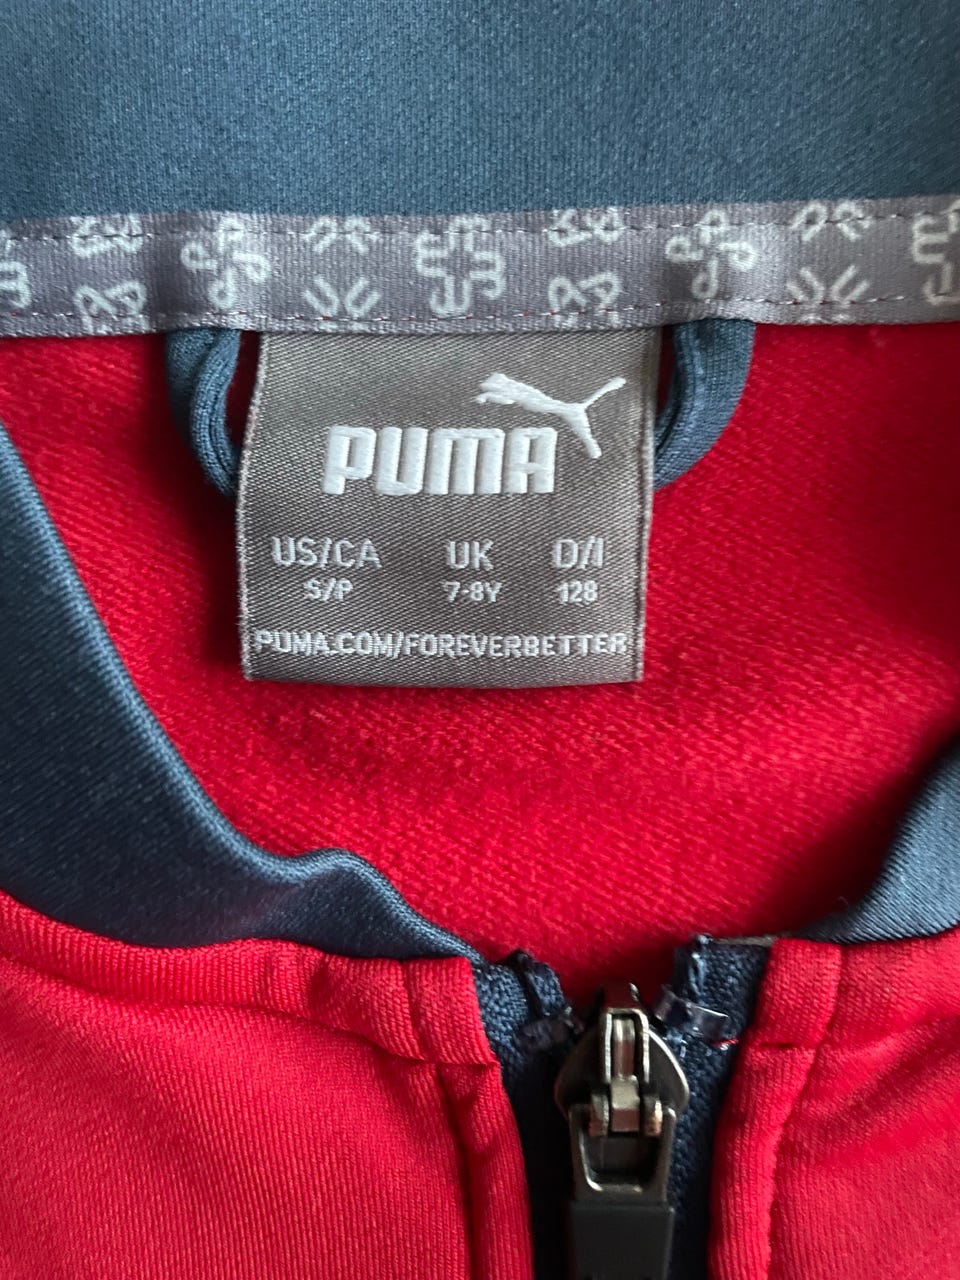 PUMA
US/CA UK D/I
S/P 7-8Y 128
PUMA.COM/FOREVERBETTER